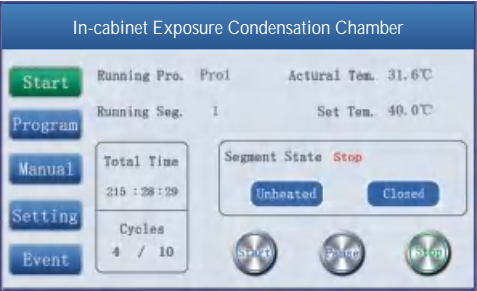 In-cabinet Exposure Condensation Chamber
Start
Running Pro. Pro1 Actural Tem. 31.6℃
Program
Running Seg. 1 Set Tem. 40.0℃
Manual
Total Time
215 : 28 : 29
Segment State Stop
Unheated Closed
Setting
Cycles
4 / 10
Event
Start Pause Stop